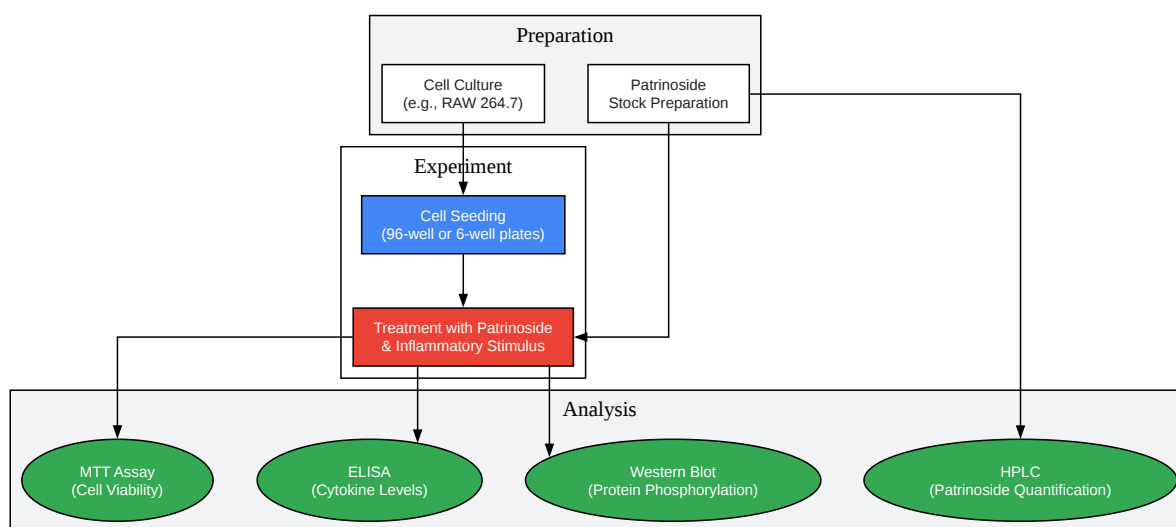 Preparation
Cell Culture
(e.g., RAW 264.7)
Patrinoside
Stock Preparation
Experiment
Cell Seeding
(96-well or 6-well plates)
Treatment with Patrinoside
& Inflammatory Stimulus
Analysis
MTT Assay
(Cell Viability)
ELISA
(Cytokine Levels)
Western Blot
(Protein Phosphorylation)
HPLC
(Patrinoside Quantification)